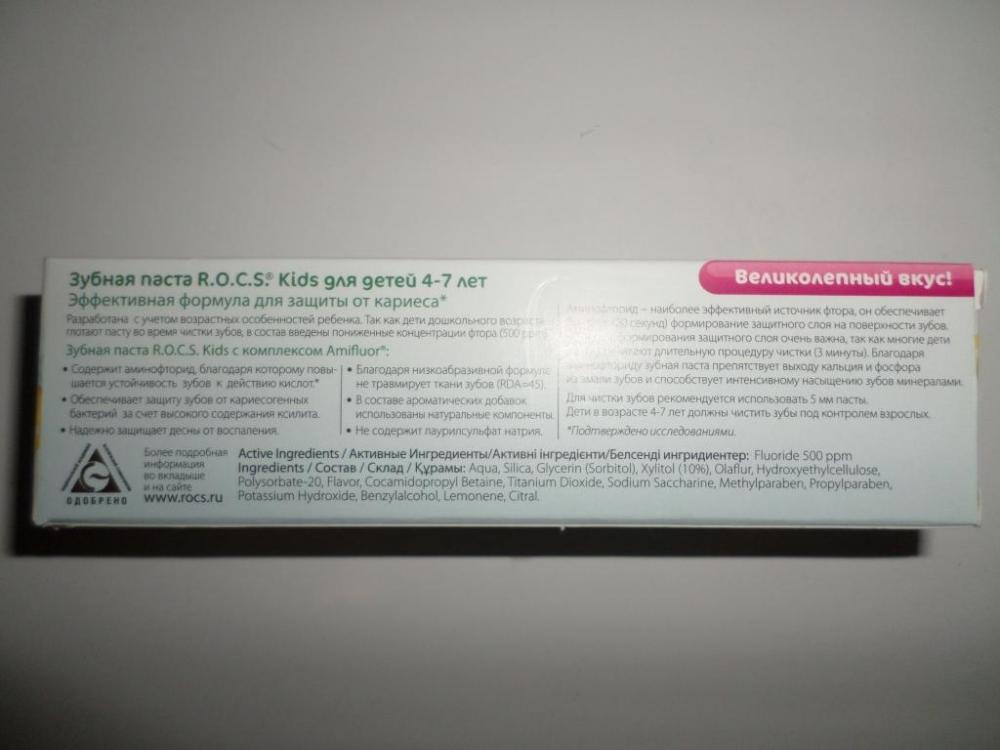 Зубная паста R.O.C.S.® Kids для детей 4-7 лет
Эффективная формула для защиты от кариеса*
Разработана с учетом возрастных особенностей ребенка. Так как дети дошкольного возраста
глотают пасту во время чистки зубов, в состав введены пониженные концентрации фтора (500 ppm).
Зубная паста R.O.C.S. Kids с комплексом Amifluor®:
• Содержит аминофторид, благодаря которому повы-
шается устойчивость зубов к действию кислот.*
• Обеспечивает защиту зубов от кариесогенных
бактерий за счет высокого содержания ксилита.
• Надежно защищает десны от воспаления.
• Благодаря низкоабразивной формуле
не травмирует ткани зубов (RDA=45).
• В составе ароматических добавок
использованы натуральные компоненты.
• Не содержит лаурилсульфат натрия.
Великолепный вкус!
– наиболее эффективный источник фтора, он обеспечивает
секунд) формирование защитного слоя на поверхности зубов.
формирования защитного слоя очень важна, так как многие дети
длительную процедуру чистки (3 минуты). Благодаря
зубная паста препятствует выходу кальция и фосфора
из эмали зубов и способствует интенсивному насыщению зубов минералами.
Для чистки зубов рекомендуется использовать 5 мм пасты.
Дети в возрасте 4-7 лет должны чистить зубы под контролем взрослых.
*Подтверждено исследованиями.
ОДОБРЕНО
Более подробная
информация
во вкладыше
и на сайте
www.rocs.ru
Active Ingredients / Активные Ингредиенты/Активні інгредієнти/Белсенді ингридиентер: Fluoride 500 ppm
Ingredients / Состав / Склад / Құрамы: Aqua, Silica, Glycerin (Sorbitol), Xylitol (10%), Olaflur, Hydroxyethylcellulose,
Polysorbate-20, Flavor, Cocamidopropyl Betaine, Titanium Dioxide, Sodium Saccharine, Methylparaben, Propylparaben,
Potassium Hydroxide, Benzylalcohol, Lemonene, Citral.